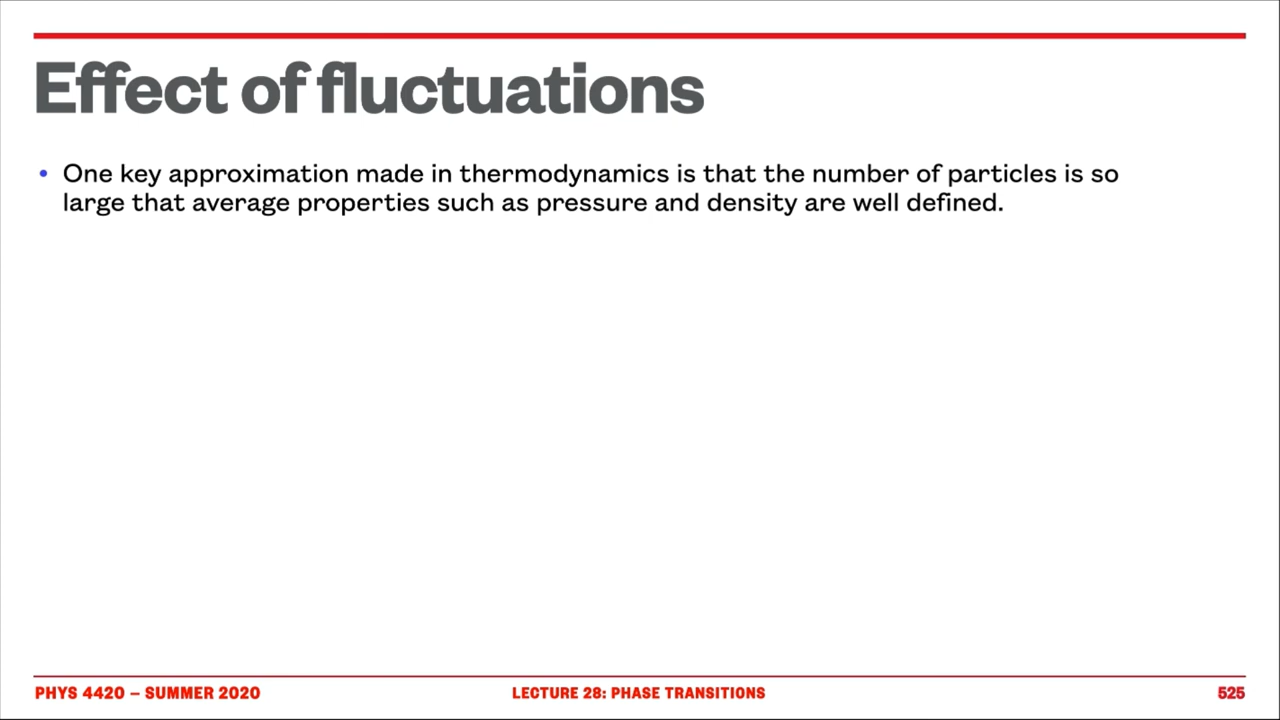 Effect of fluctuations
• One key approximation made in thermodynamics is that the number of particles is so
large that average properties such as pressure and density are well defined.
PHYS 4420 – SUMMER 2020
LECTURE 28: PHASE TRANSITIONS
525